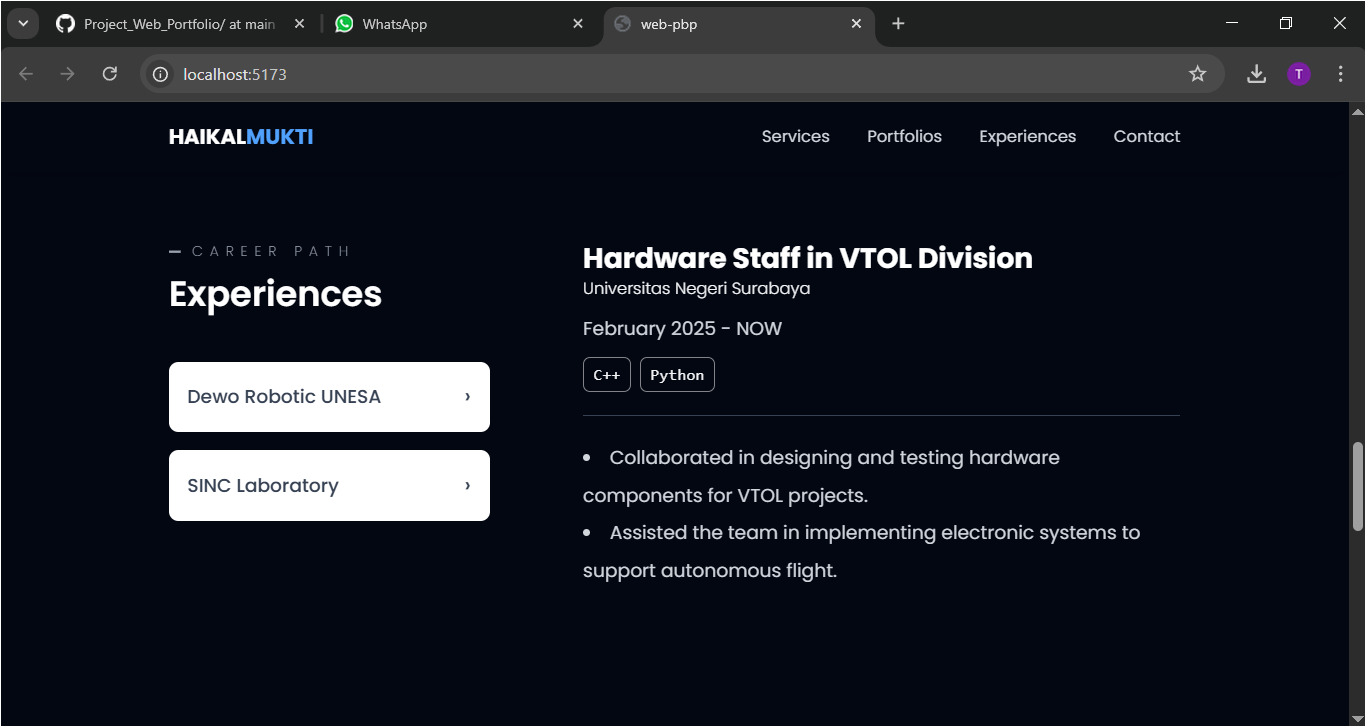 Project_Web_Portfolio/ at main
WhatsApp
web-pbp
localhost:5173
T
HAIKALMUKTI
Services
Portfolios
Experiences
Contact
CAREER PATH
Experiences
Dewo Robotic UNESA ›
SINC Laboratory ›
Hardware Staff in VTOL Division
Universitas Negeri Surabaya
February 2025 - NOW
C++
Python
• Collaborated in designing and testing hardware
components for VTOL projects.
• Assisted the team in implementing electronic systems to
support autonomous flight.